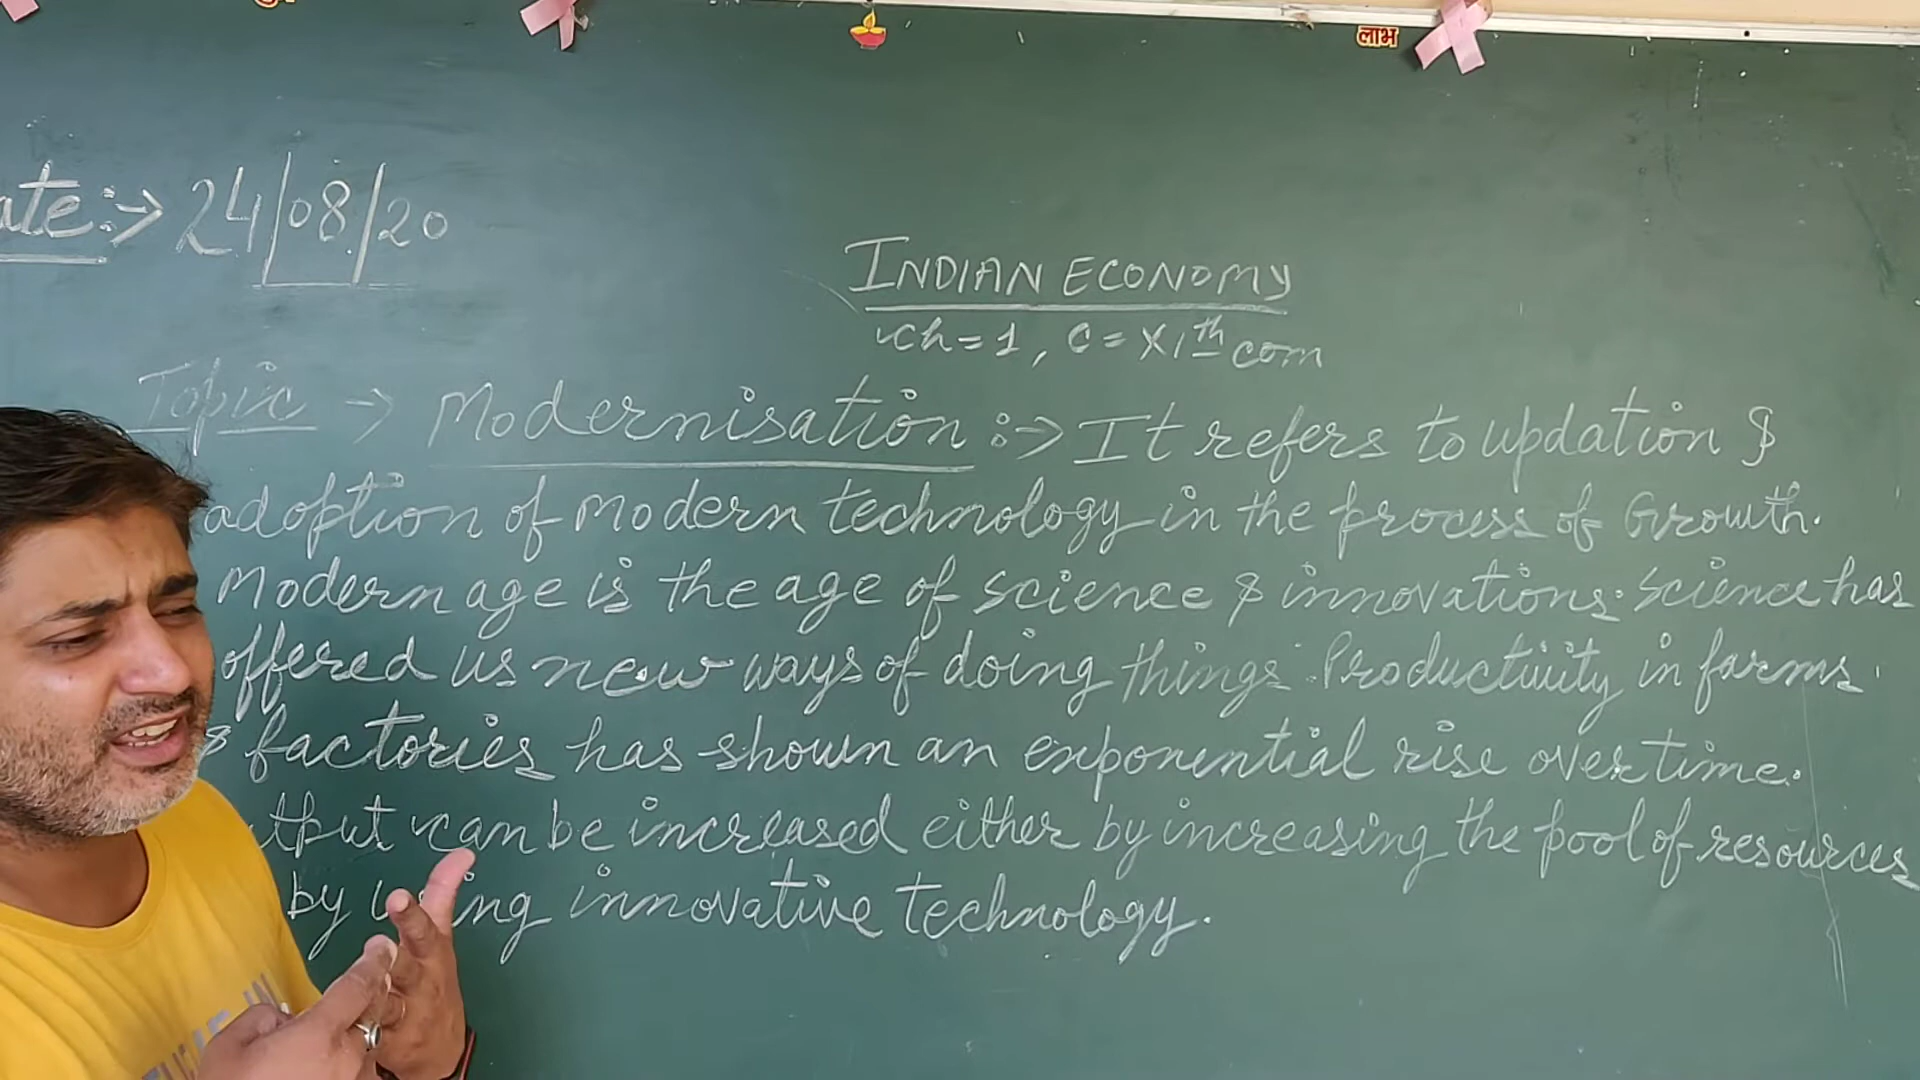 लाभ
ate :-> 24/08/20
INDIAN ECONOMY
ch=1, C= XIth com
Topic → Modernisation :-> It refers to updation &
adoption of modern technology in the process of Growth.
Modern age is the age of science & innovations. Science has
offered us new ways of doing things. Productivity in farms
& factories has shown an exponential rise over time.
utput can be increased either by increasing the pool of resources
by using innovative technology.